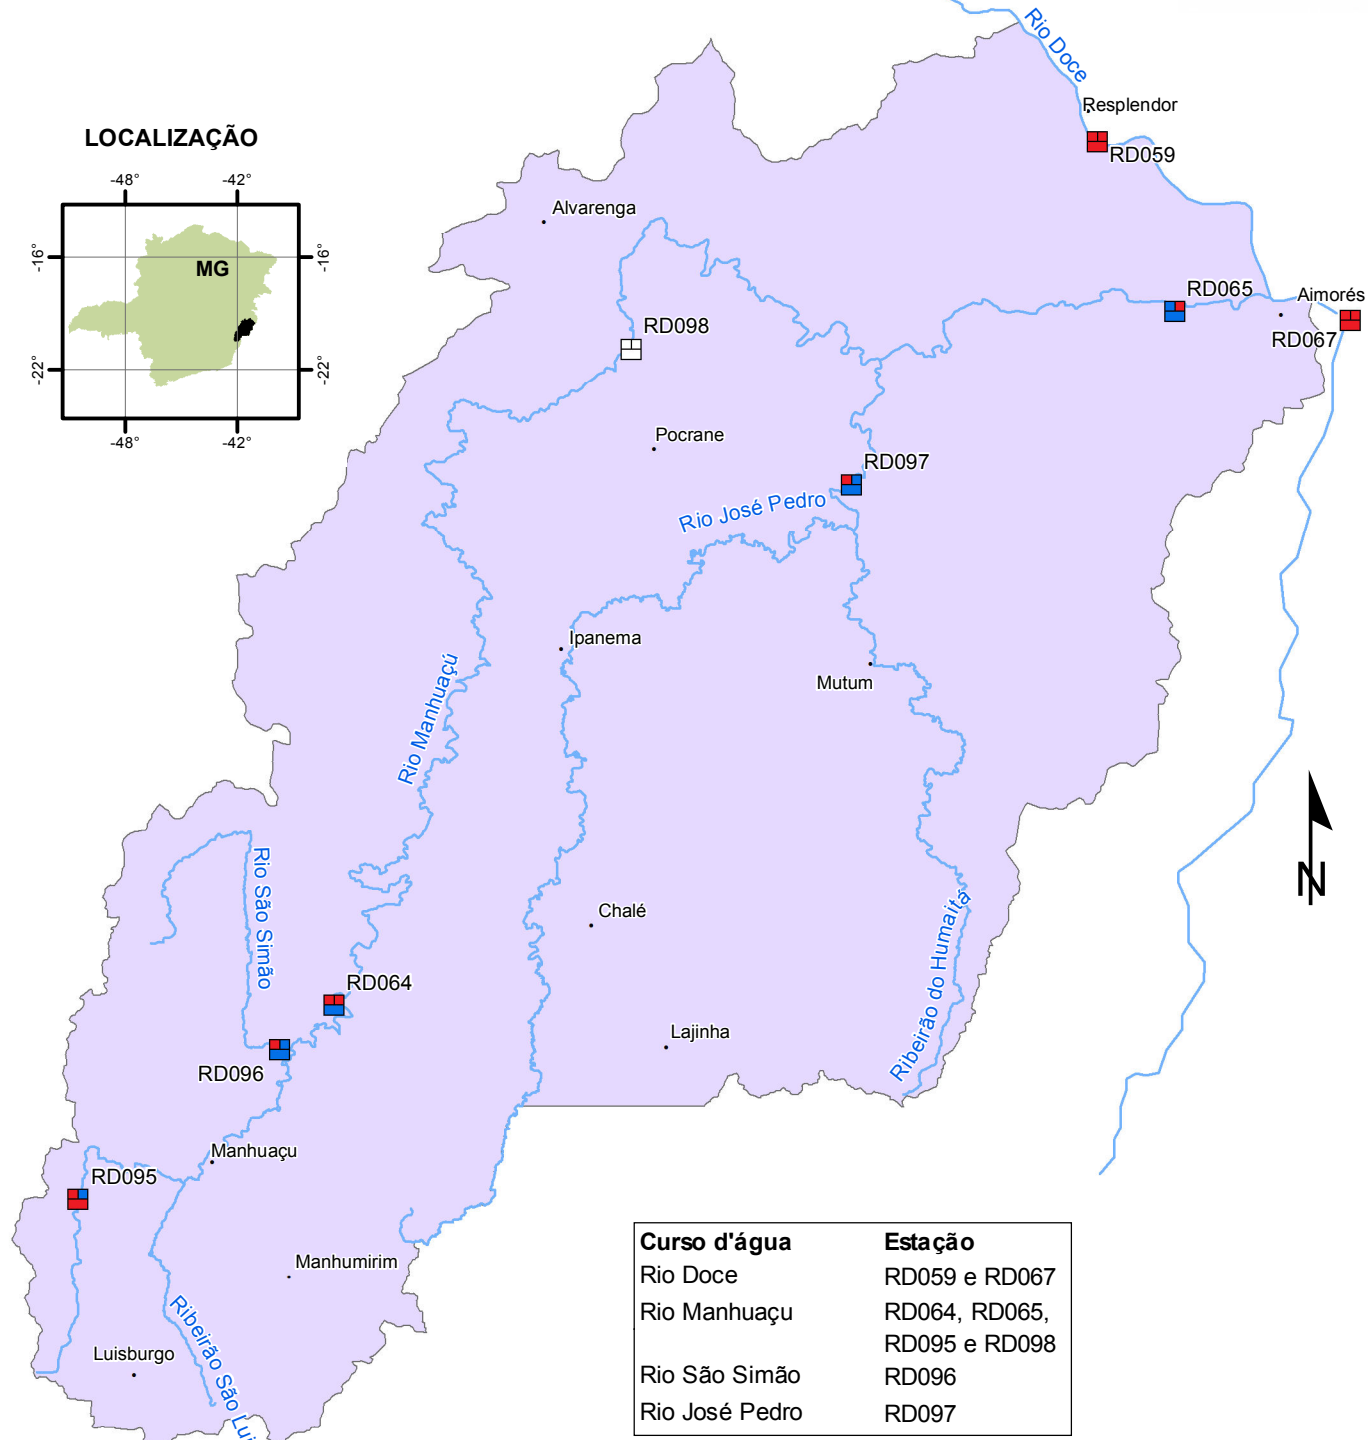 Rio Doce
Resplendor
RD059
LOCALIZAÇÃO
-48°
-42°
-16°
-16°
MG
-22°
-22°
-48°
-42°
Alvarenga
RD098
RD065
Aimorés
RD067
Pocrane
RD097
Rio José Pedro
Ipanema
Mutum
Rio Manhuaçú
Rio São Simão
Chalé
Ribeirão do Humaitá
RD064
Lajinha
RD096
Manhuaçu
RD095
Manhumirim
Ribeirão São Lui
Luisburgo
N
Curso d'água Estação
Rio Doce RD059 e RD067
Rio Manhuaçu RD064, RD065,
RD095 e RD098
Rio São Simão RD096
Rio José Pedro RD097